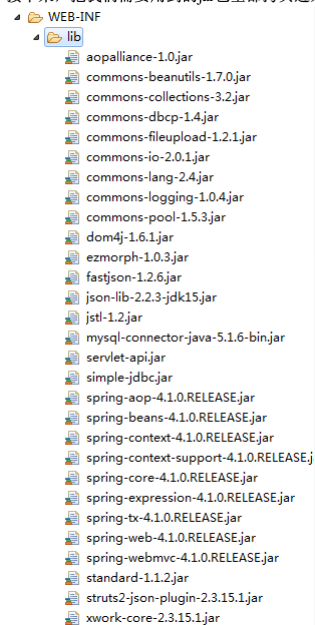 WEB-INF
lib
aopalliance-1.0.jar
commons-beanutils-1.7.0.jar
commons-collections-3.2.jar
commons-dbcp-1.4.jar
commons-fileupload-1.2.1.jar
commons-io-2.0.1.jar
commons-lang-2.4.jar
commons-logging-1.0.4.jar
commons-pool-1.5.3.jar
dom4j-1.6.1.jar
ezmorph-1.0.3.jar
fastjson-1.2.6.jar
json-lib-2.2.3-jdk15.jar
jstl-1.2.jar
mysql-connector-java-5.1.6-bin.jar
servlet-api.jar
simple-jdbc.jar
spring-aop-4.1.0.RELEASE.jar
spring-beans-4.1.0.RELEASE.jar
spring-context-4.1.0.RELEASE.jar
spring-context-support-4.1.0.RELEASE.j
spring-core-4.1.0.RELEASE.jar
spring-expression-4.1.0.RELEASE.jar
spring-tx-4.1.0.RELEASE.jar
spring-web-4.1.0.RELEASE.jar
spring-webmvc-4.1.0.RELEASE.jar
standard-1.1.2.jar
struts2-json-plugin-2.3.15.1.jar
xwork-core-2.3.15.1.jar